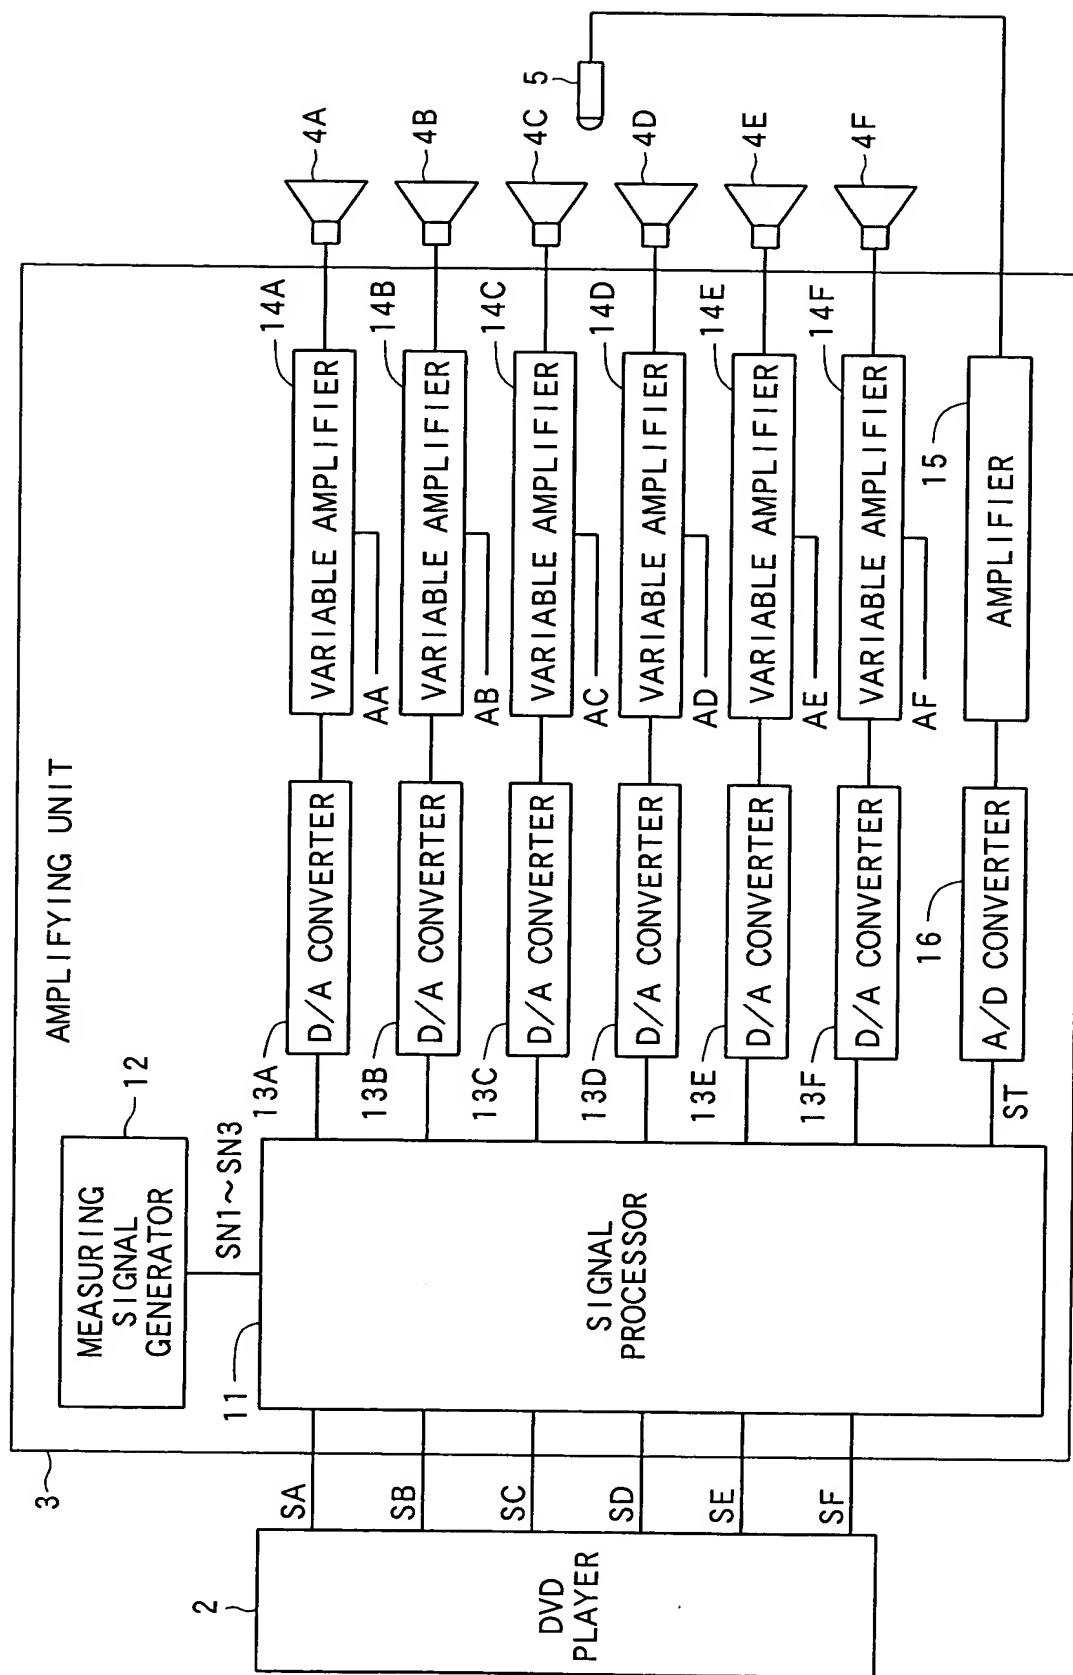 AMPLIFYING UNIT
3
2
DVD
PLAYER
SA
SB
SC
SD
SE
SF
MEASURING
SIGNAL
GENERATOR
12
SN1~SN3
11
SIGNAL
PROCESSOR
13A
D/A CONVERTER
14A
VARIABLE AMPLIFIER
AA
4A
13B
D/A CONVERTER
14B
VARIABLE AMPLIFIER
AB
4B
13C
D/A CONVERTER
14C
VARIABLE AMPLIFIER
AC
4C
13D
D/A CONVERTER
14D
VARIABLE AMPLIFIER
AD
4D
13E
D/A CONVERTER
14E
VARIABLE AMPLIFIER
AE
4E
13F
D/A CONVERTER
14F
VARIABLE AMPLIFIER
AF
4F
ST
16
A/D CONVERTER
15
AMPLIFIER
5